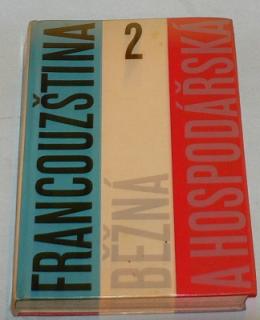 FRANCOUZŠTINA
2
BĚŽNÁ
A HOSPODÁŘSKÁ